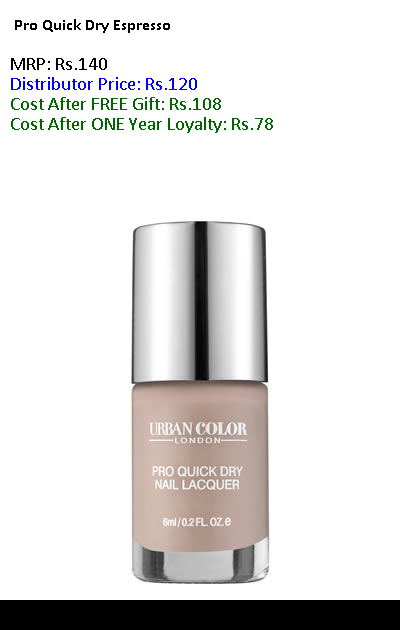 Pro Quick Dry Espresso
MRP: Rs.140
Distributor Price: Rs.120
Cost After FREE Gift: Rs.108
Cost After ONE Year Loyalty: Rs.78
URBAN COLOR
LONDON
PRO QUICK DRY
NAIL LACQUER
6ml/0.2 FL. OZ.e